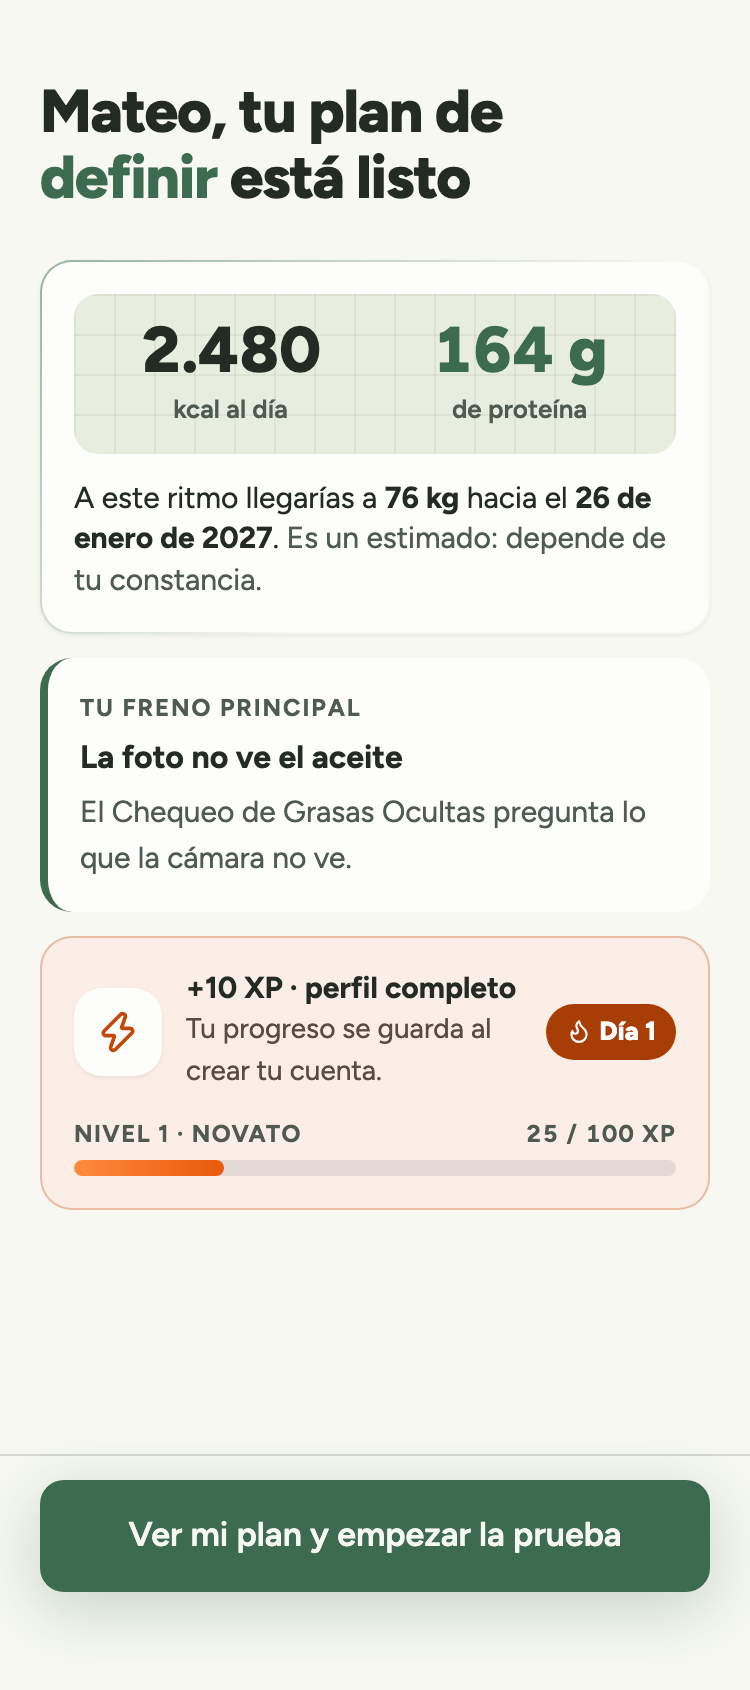 Mateo, tu plan de
definir está listo
2.480
kcal al día
164 g
de proteína
A este ritmo llegarías a 76 kg hacia el 26 de
enero de 2027. Es un estimado: depende de
tu constancia.
TU FRENO PRINCIPAL
La foto no ve el aceite
El Chequeo de Grasas Ocultas pregunta lo
que la cámara no ve.
+10 XP · perfil completo
Tu progreso se guarda al
crear tu cuenta.
Día 1
NIVEL 1 · NOVATO
25 / 100 XP
Ver mi plan y empezar la prueba